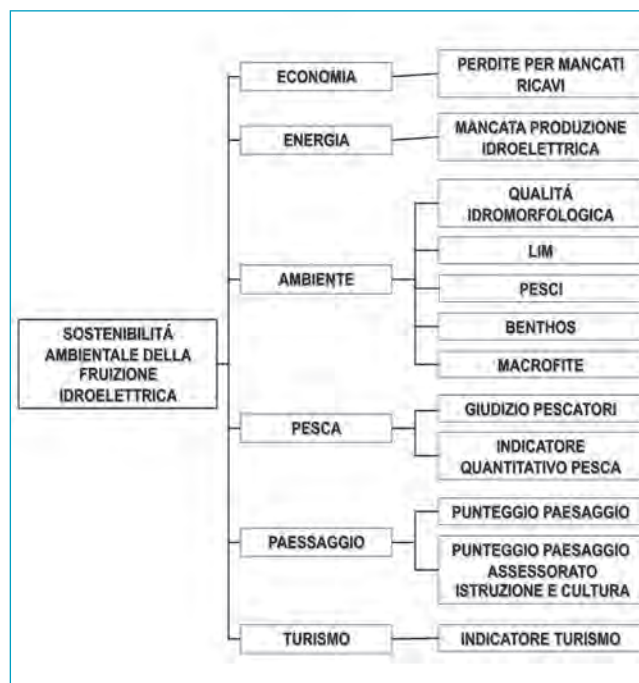 SOSTENIBILITÁ
AMBIENTALE DELLA
FRUIZIONE
IDROELETTRICA
ECONOMIA
PERDITE PER MANCATI
RICAVI
ENERGIA
MANCATA PRODUZIONE
IDROELETTRICA
AMBIENTE
QUALITÁ
IDROMORFOLOGICA
LIM
PESCI
BENTHOS
MACROFITE
PESCA
GIUDIZIO PESCATORI
INDICATORE
QUANTITATIVO PESCA
PAESSAGGIO
PUNTEGGIO PAESAGGIO
PUNTEGGIO PAESAGGIO
ASSESSORATO
ISTRUZIONE E CULTURA
TURISMO
INDICATORE TURISMO